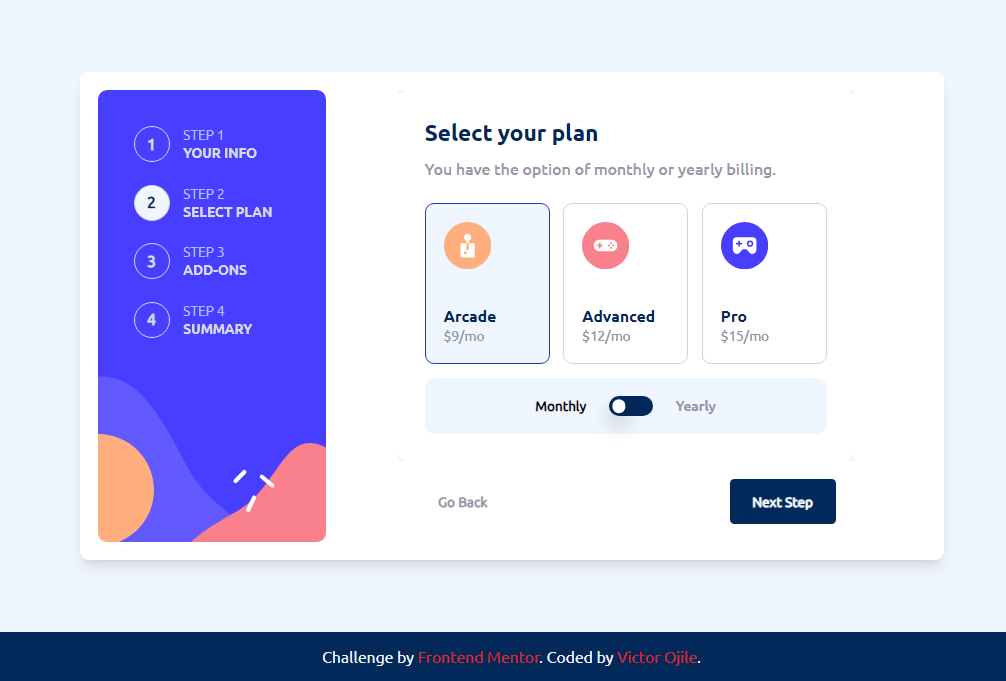 1
STEP 1
YOUR INFO
2
STEP 2
SELECT PLAN
3
STEP 3
ADD-ONS
4
STEP 4
SUMMARY
Select your plan
You have the option of monthly or yearly billing.
Arcade
$9/mo
Advanced
$12/mo
Pro
$15/mo
Monthly
Yearly
Go Back
Next Step
Challenge by Frontend Mentor. Coded by Victor Ojile.